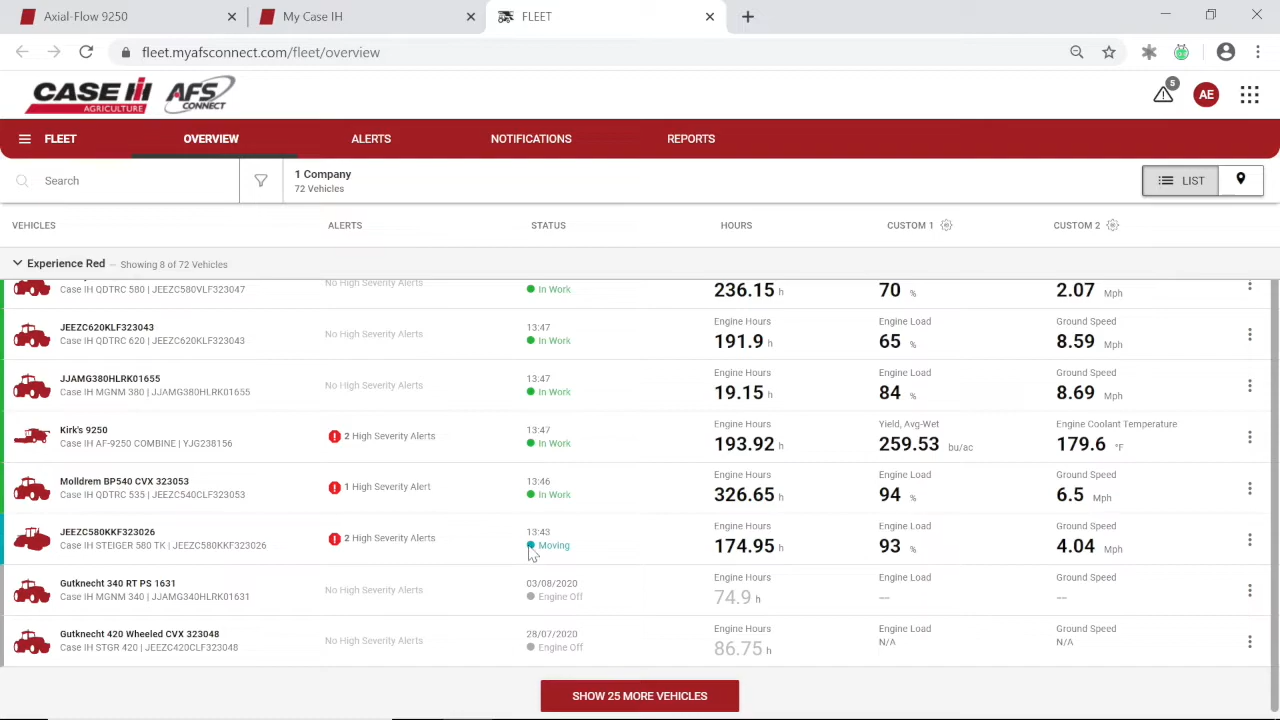 Axial-Flow 9250
My Case IH
FLEET
fleet.myafsconnect.com/fleet/overview
CASE IH
AGRICULTURE
AFS
CONNECT
5
AE
FLEET
OVERVIEW
ALERTS
NOTIFICATIONS
REPORTS
Search
1 Company
72 Vehicles
LIST
VEHICLES
ALERTS
STATUS
HOURS
CUSTOM 1
CUSTOM 2
Experience Red — Showing 8 of 72 Vehicles
Case IH QDTRC 580 | JEEZC580VLF323047
No High Severity Alerts
In Work
236.15 h
70 %
2.07 Mph
JEEZC620KLF323043
Case IH QDTRC 620 | JEEZC620KLF323043
No High Severity Alerts
13:47
In Work
Engine Hours
191.9 h
Engine Load
65 %
Ground Speed
8.59 Mph
JJAMG380HLRK01655
Case IH MGNM 380 | JJAMG380HLRK01655
No High Severity Alerts
13:47
In Work
Engine Hours
19.15 h
Engine Load
84 %
Ground Speed
8.69 Mph
Kirk's 9250
Case IH AF-9250 COMBINE | YJG238156
2 High Severity Alerts
13:47
In Work
Engine Hours
193.92 h
Yield, Avg-Wet
259.53 bu/ac
Engine Coolant Temperature
179.6 °F
Molldrem BP540 CVX 323053
Case IH QDTRC 535 | JEEZC540CLF323053
1 High Severity Alert
13:46
In Work
Engine Hours
326.65 h
Engine Load
94 %
Ground Speed
6.5 Mph
JEEZC580KKF323026
Case IH STEIGER 580 TK | JEEZC580KKF323026
2 High Severity Alerts
13:43
Moving
Engine Hours
174.95 h
Engine Load
93 %
Ground Speed
4.04 Mph
Gutknecht 340 RT PS 1631
Case IH MGNM 340 | JJAMG340HLRK01631
No High Severity Alerts
03/08/2020
Engine Off
Engine Hours
74.9 h
Engine Load
--
Ground Speed
--
Gutknecht 420 Wheeled CVX 323048
Case IH STGR 420 | JEEZC420CLF323048
No High Severity Alerts
28/07/2020
Engine Off
Engine Hours
86.75 h
Engine Load
N/A
Ground Speed
N/A
SHOW 25 MORE VEHICLES